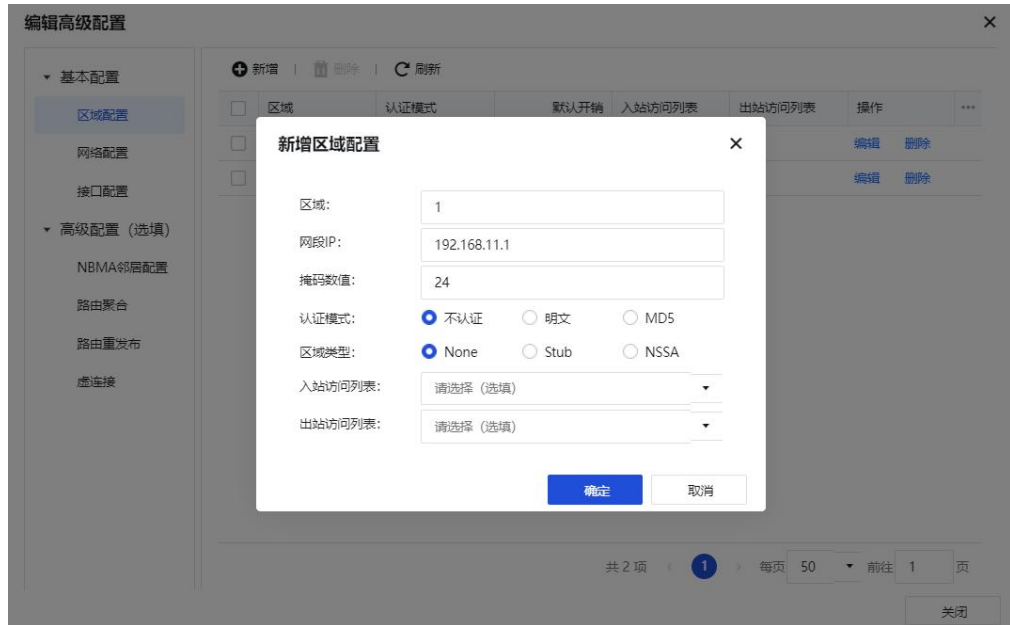 编辑高级配置
基本配置
区域配置
网络配置
接口配置
高级配置（选填）
NBMA邻居配置
路由聚合
路由重发布
虚连接
新增 | 删除 | 刷新
区域 认证模式 默认开销 入站访问列表 出站访问列表 操作
编辑 删除
编辑 删除
新增区域配置
区域: 1
网段IP: 192.168.11.1
掩码数值: 24
认证模式: 不认证 明文 MD5
区域类型: None Stub NSSA
入站访问列表: 请选择（选填）
出站访问列表: 请选择（选填）
确定 取消
共 2 项 1 每页 50 前往 1 页
关闭